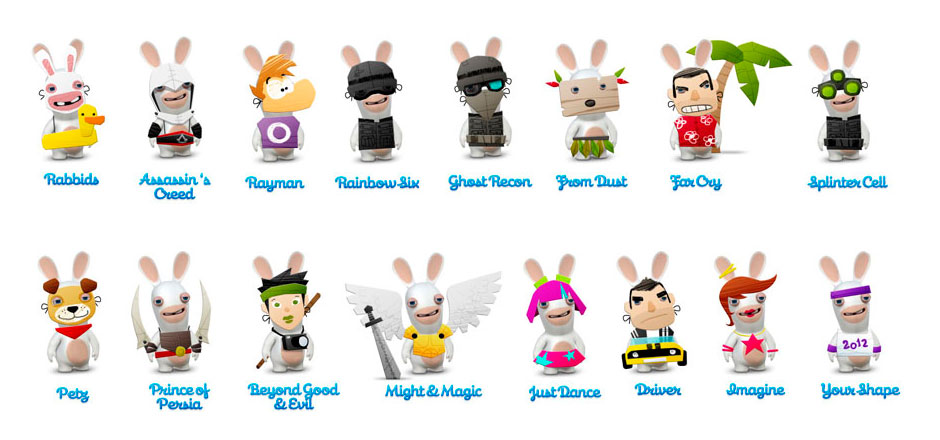 Rabbids
Assassin's
Creed
Rayman
Rainbow Six
Ghost Recon
From Dust
Far Cry
Splinter Cell
Petz
Prince of
Persia
Beyond Good
& Evil
Might & Magic
Just Dance
Driver
Imagine
Your Shape
2012